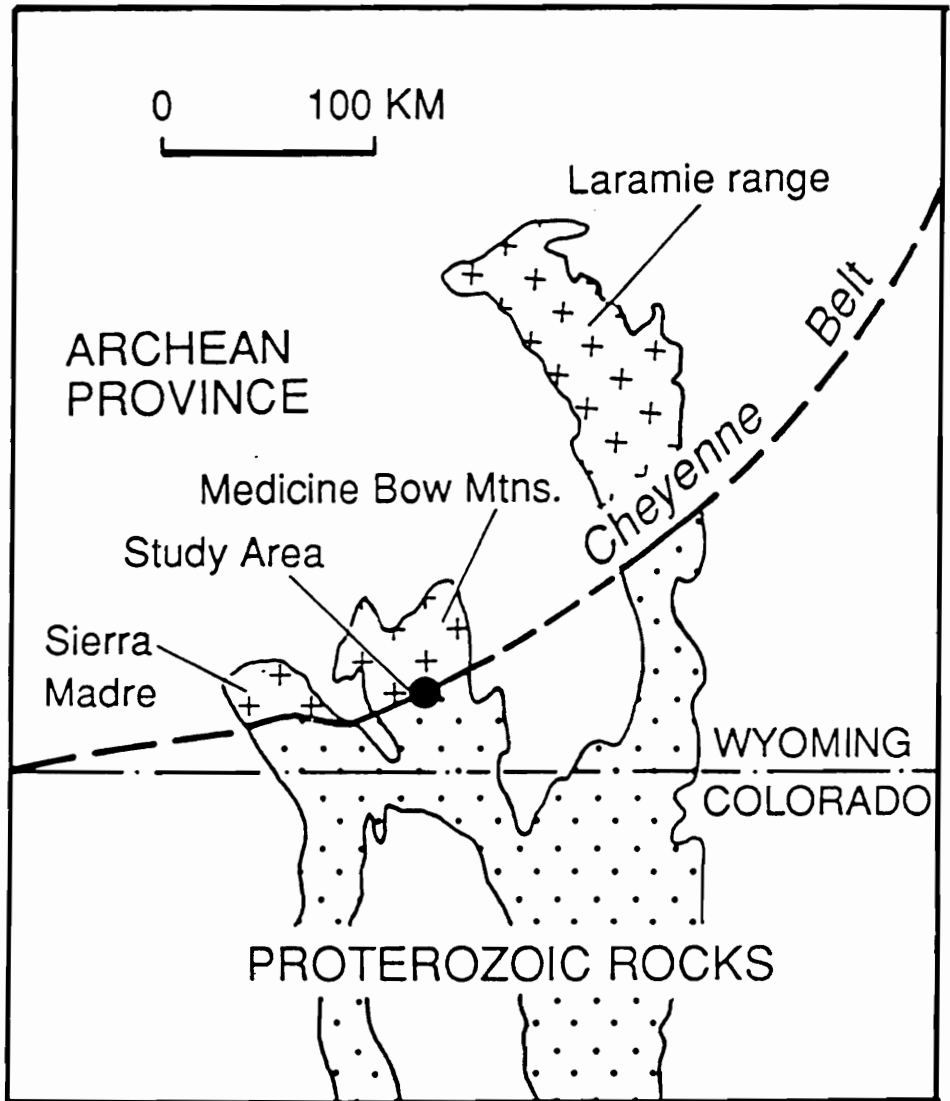 0 100 KM
Laramie range
Cheyenne Belt
ARCHEAN
PROVINCE
Medicine Bow Mtns.
Study Area
Sierra
Madre
WYOMING
COLORADO
PROTEROZOIC ROCKS